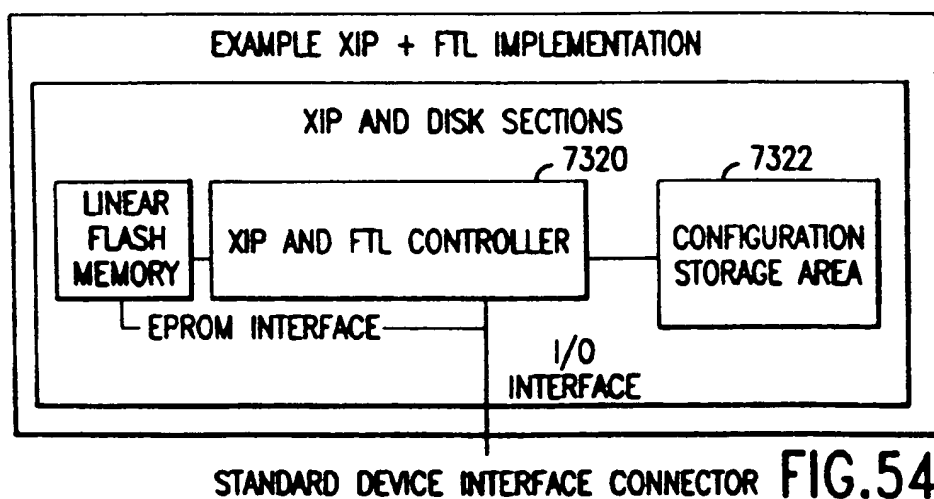 EXAMPLE XIP + FTL IMPLEMENTATION
XIP AND DISK SECTIONS
7320
7322
LINEAR
FLASH
MEMORY
XIP AND FTL CONTROLLER
CONFIGURATION
STORAGE AREA
EPROM INTERFACE
I/O
INTERFACE
STANDARD DEVICE INTERFACE CONNECTOR
FIG.54